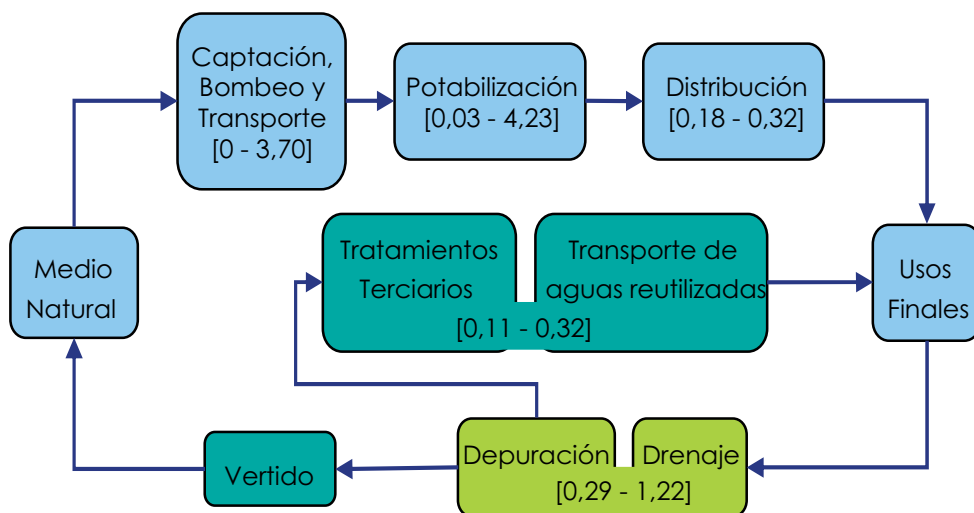 Captación,
Bombeo y
Transporte
[0 - 3,70]
Potabilización
[0,03 - 4,23]
Distribución
[0,18 - 0,32]
Medio
Natural
Tratamientos
Terciarios
Transporte de
aguas reutilizadas
[0,11 - 0,32]
Usos
Finales
Vertido
Depuración
Drenaje
[0,29 - 1,22]